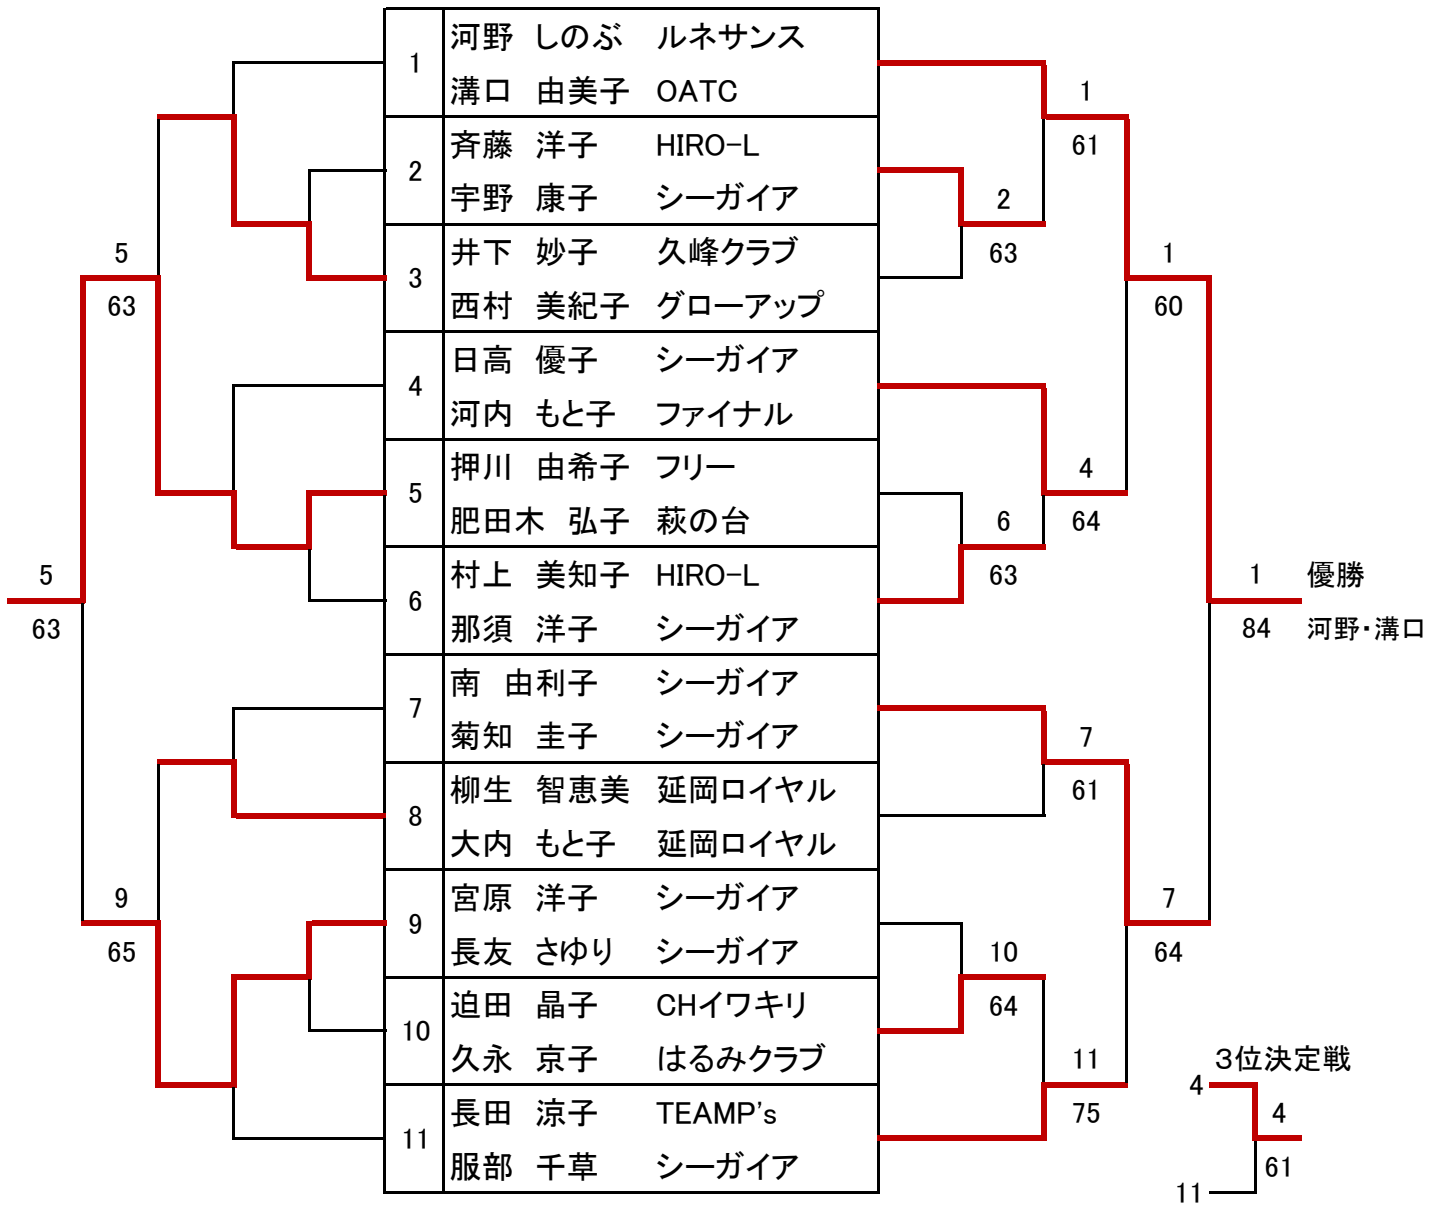 1 河野 しのぶ ルネサンス
溝口 由美子 OATC
2 斉藤 洋子 HIRO-L
宇野 康子 シーガイア
3 井下 妙子 久峰クラブ
西村 美紀子 グローアップ
4 日高 優子 シーガイア
河内 もと子 ファイナル
5 押川 由希子 フリー
肥田木 弘子 萩の台
6 村上 美知子 HIRO-L
那須 洋子 シーガイア
7 南 由利子 シーガイア
菊知 圭子 シーガイア
8 柳生 智恵美 延岡ロイヤル
大内 もと子 延岡ロイヤル
9 宮原 洋子 シーガイア
長友 さゆり シーガイア
10 迫田 晶子 CHイワキリ
久永 京子 はるみクラブ
11 長田 涼子 TEAMP's
服部 千草 シーガイア
5
63
9
65
5
63
2
63
6
63
10
64
1
61
4
64
7
61
11
75
1
60
7
64
1 優勝
84 河野・溝口
3位決定戦
4
4
61
11